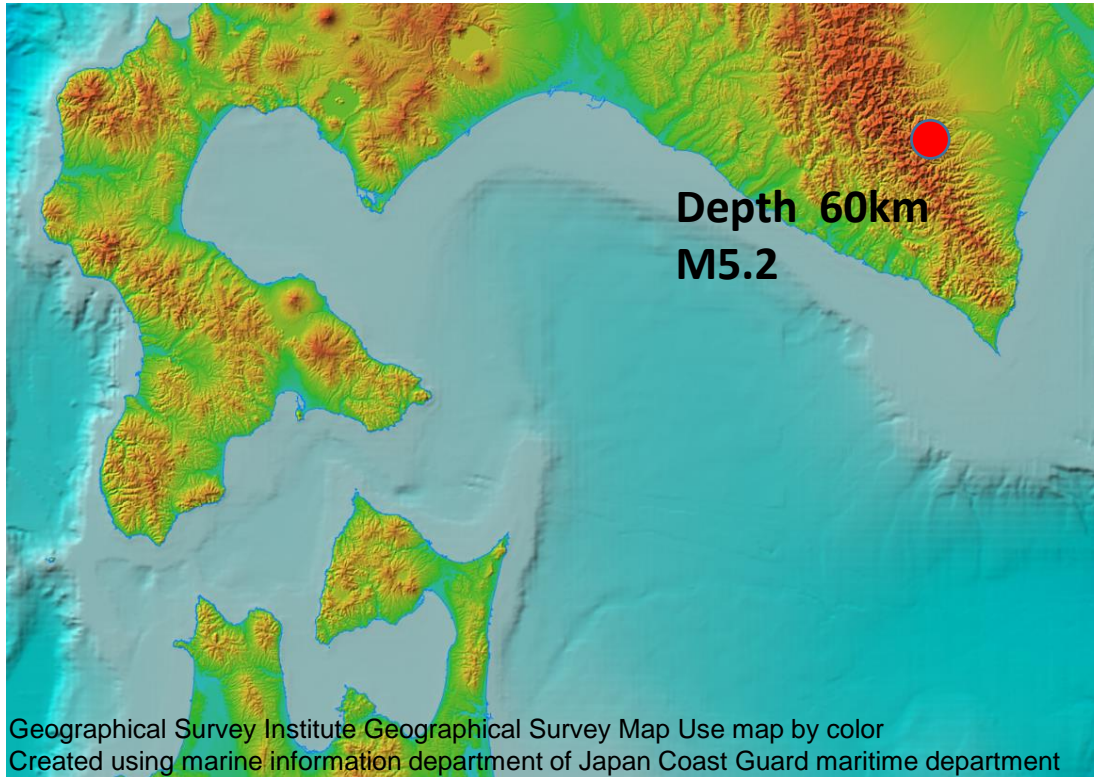 Depth  60km
M5.2
Geographical Survey Institute Geographical Survey Map Use map by color
Created using marine information department of Japan Coast Guard maritime department